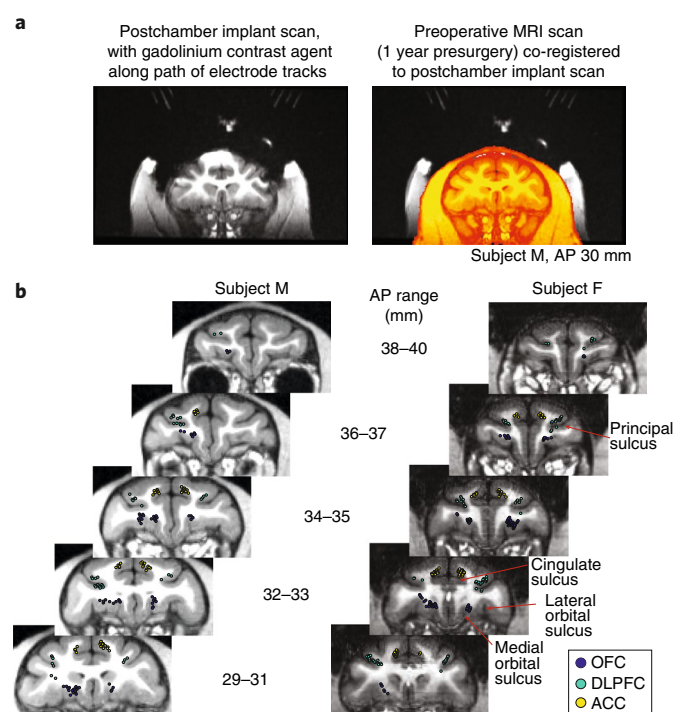 a
Postchamber implant scan,
with gadolinium contrast agent
along path of electrode tracks
Preoperative MRI scan
(1 year presurgery) co-registered
to postchamber implant scan
Subject M, AP 30 mm
b
Subject M
AP range
(mm)
Subject F
38–40
36–37
Principal
sulcus
34–35
32–33
Cingulate
sulcus
Lateral
orbital
sulcus
Medial
orbital
sulcus
29–31
OFC
DLPFC
ACC